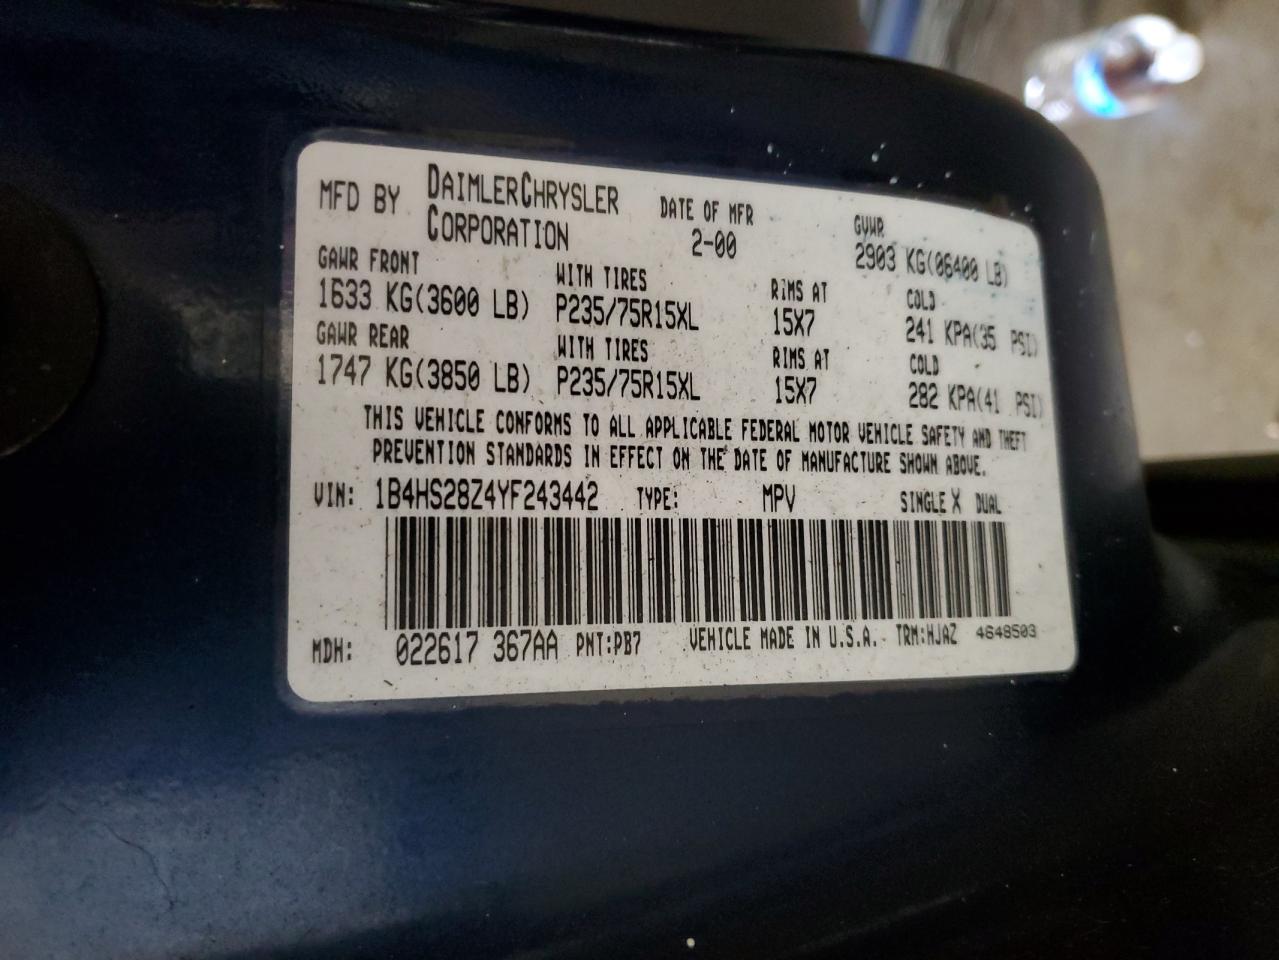 MFD BY DAIMLERCHRYSLER CORPORATION DATE OF MFR 2-00 GVWR 2903 KG(06400 LB)
GAWR FRONT WITH TIRES RIMS AT COLD
1633 KG(3600 LB) P235/75R15XL 15X7 241 KPA(35 PSI)
GAWR REAR WITH TIRES RIMS AT COLD
1747 KG(3850 LB) P235/75R15XL 15X7 282 KPA(41 PSI)
THIS VEHICLE CONFORMS TO ALL APPLICABLE FEDERAL MOTOR VEHICLE SAFETY AND THEFT
PREVENTION STANDARDS IN EFFECT ON THE DATE OF MANUFACTURE SHOWN ABOVE.
VIN: 1B4HS28Z4YF243442 TYPE: MPV SINGLE X DUAL
MDH: 022617 367AA PNT:PB7 VEHICLE MADE IN U.S.A. TRM:HJAZ 4648503